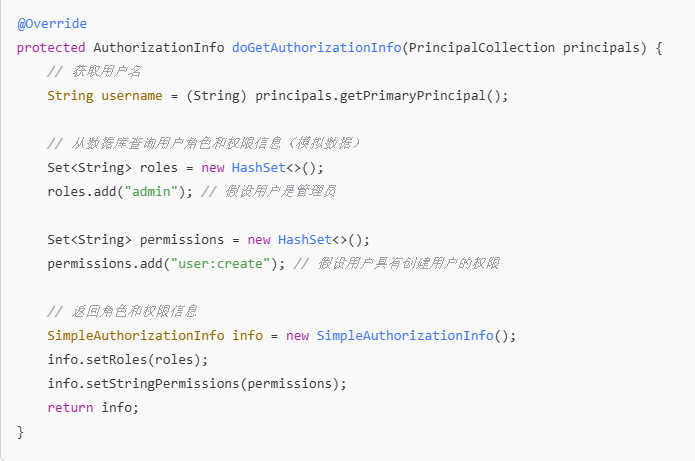 @Override
protected AuthorizationInfo doGetAuthorizationInfo(PrincipalCollection principals) {
    // 获取用户名
    String username = (String) principals.getPrimaryPrincipal();

    // 从数据库查询用户角色和权限信息（模拟数据）
    Set<String> roles = new HashSet<>();
    roles.add("admin"); // 假设用户是管理员

    Set<String> permissions = new HashSet<>();
    permissions.add("user:create"); // 假设用户具有创建用户的权限

    // 返回角色和权限信息
    SimpleAuthorizationInfo info = new SimpleAuthorizationInfo();
    info.setRoles(roles);
    info.setStringPermissions(permissions);
    return info;
}